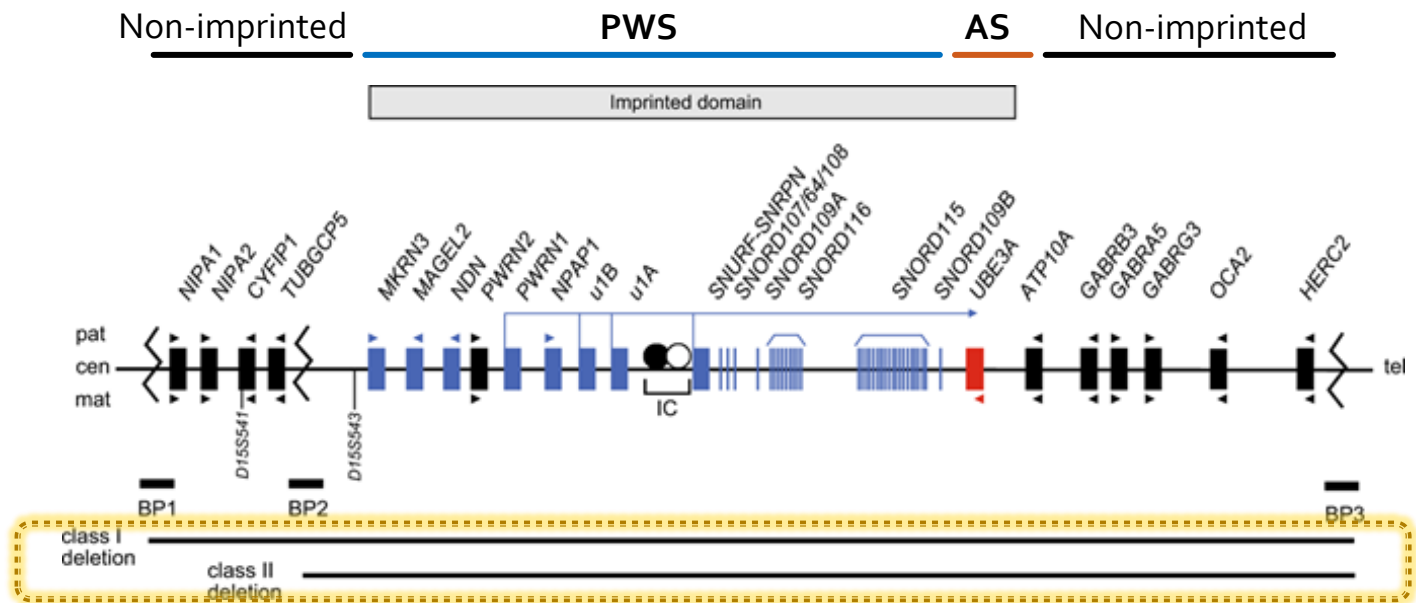 Non-imprinted PWS AS Non-imprinted
Imprinted domain
NIPA1 NIPA2 CYFIP1 TUBGCP5 MKRN3 MAGEL2 NDN PWRN2 PWRN1 NPAP1 u1B u1A SNURF-SNRPN SNORD107/64/108 SNORD109A SNORD116 SNORD115 SNORD109B UBE3A ATP10A GABRB3 GABRA5 GABRG3 OCA2 HERC2
pat
cen tel
mat
IC
D15S541 D15S543
BP1 BP2 BP3
class I
deletion
class II
deletion